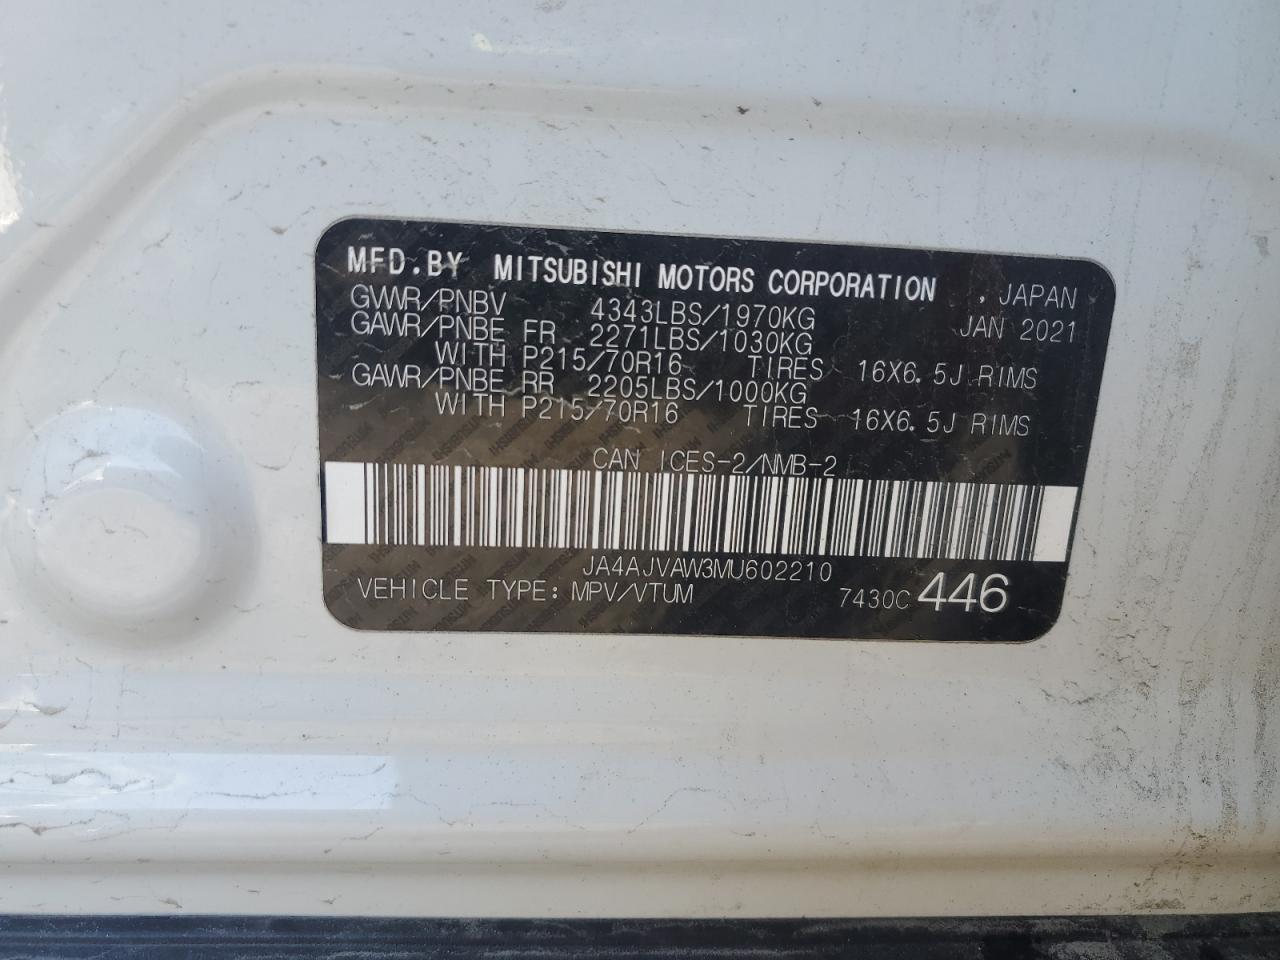 MFD.BY MITSUBISHI MOTORS CORPORATION , JAPAN
GVWR/PNBV 4343LBS/1970KG JAN 2021
GAWR/PNBE FR 2271LBS/1030KG
WITH P215/70R16 TIRES 16X6.5J RIMS
GAWR/PNBE RR 2205LBS/1000KG
WITH P215/70R16 TIRES 16X6.5J RIMS
CAN ICES-2/NMB-2
JA4AJVAW3MU602210
VEHICLE TYPE: MPV/VTUM 7430C 446